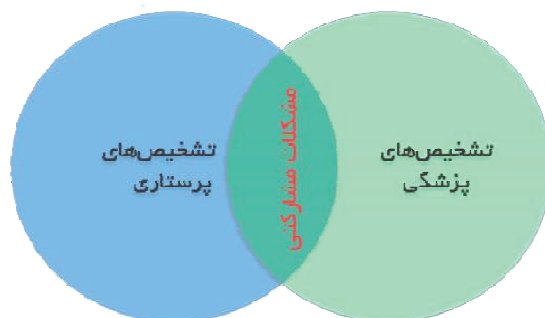 تشخیص‌های
پزشکی
مشکلات مشارکتی
تشخیص‌های
پرستاری